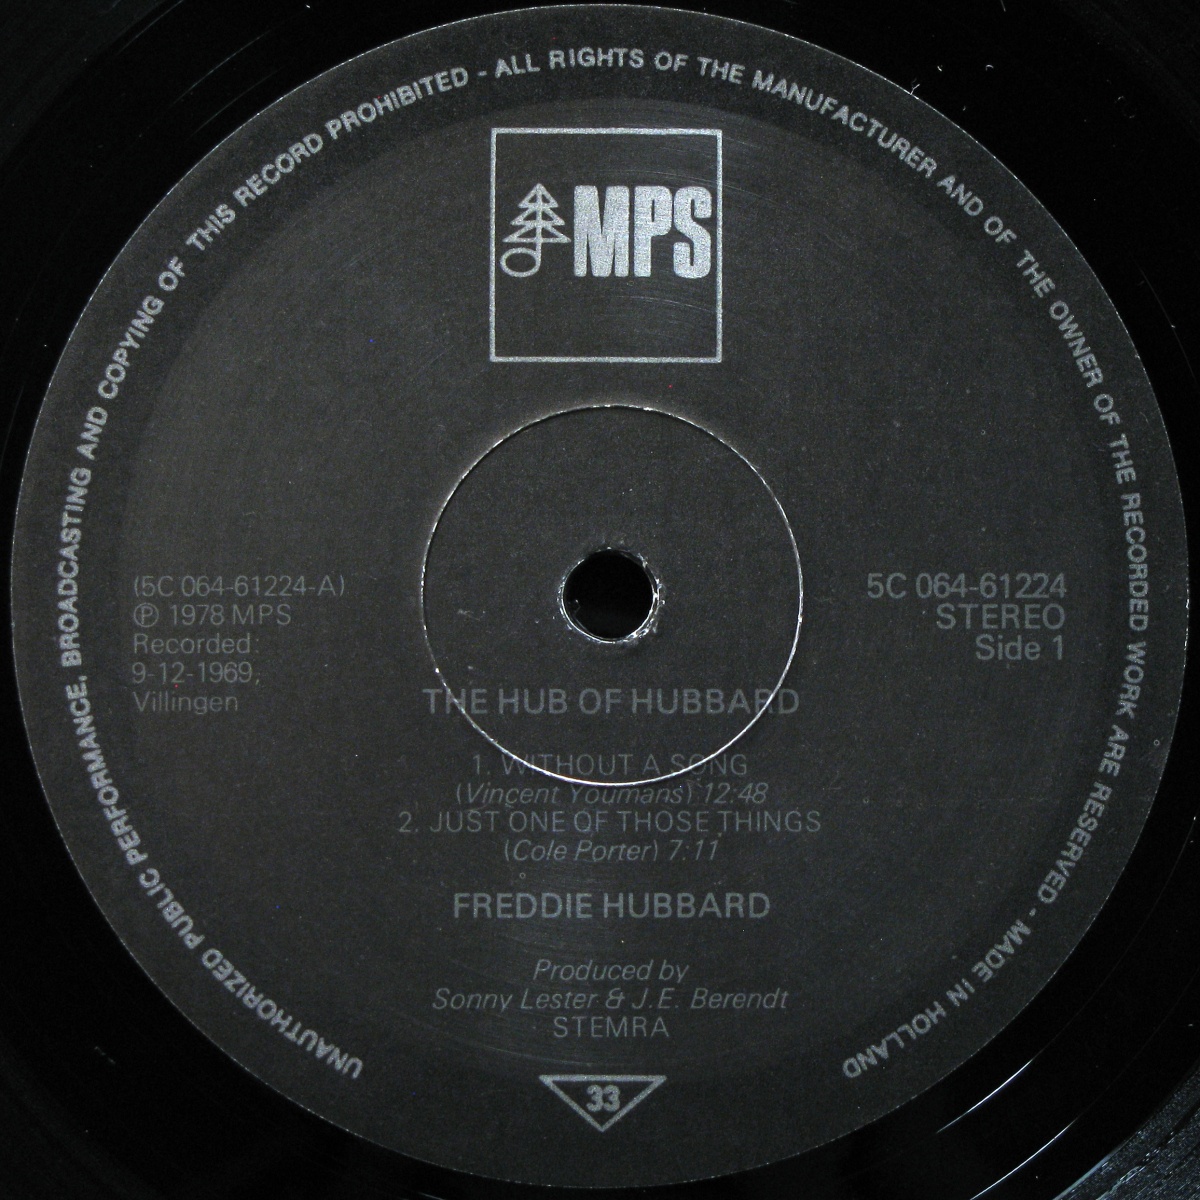 UNAUTHORIZED PUBLIC PERFORMANCE, BROADCASTING AND COPYING OF THIS RECORD PROHIBITED - ALL RIGHTS OF THE MANUFACTURER AND OF THE OWNER OF THE RECORDED WORK ARE RESERVED - MADE IN HOLLAND
MPS
(5C 064-61224-A)
℗ 1978 MPS
Recorded:
9-12-1969,
Villingen
5C 064-61224
STEREO
Side 1
THE HUB OF HUBBARD
1. WITHOUT A SONG
(Vincent Youmans) 12:48
2. JUST ONE OF THOSE THINGS
(Cole Porter) 7:11
FREDDIE HUBBARD
Produced by
Sonny Lester & J.E. Berendt
STEMRA
33